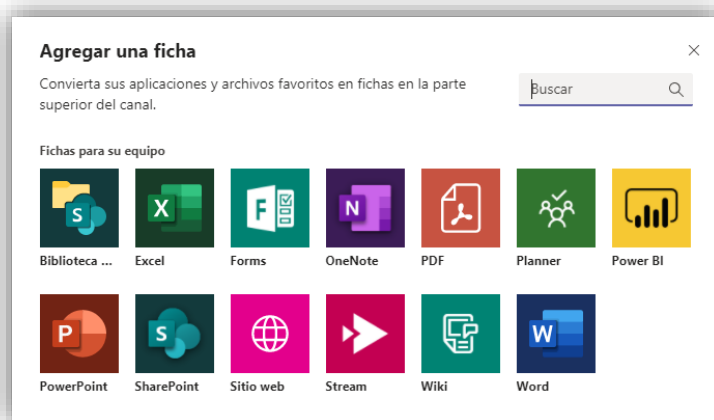 Agregar una ficha
Convierta sus aplicaciones y archivos favoritos en fichas en la parte
superior del canal.
Buscar
Fichas para su equipo
S X F N
Biblioteca ... Excel Forms OneNote PDF Planner Power BI
P S W
PowerPoint SharePoint Sitio web Stream Wiki Word